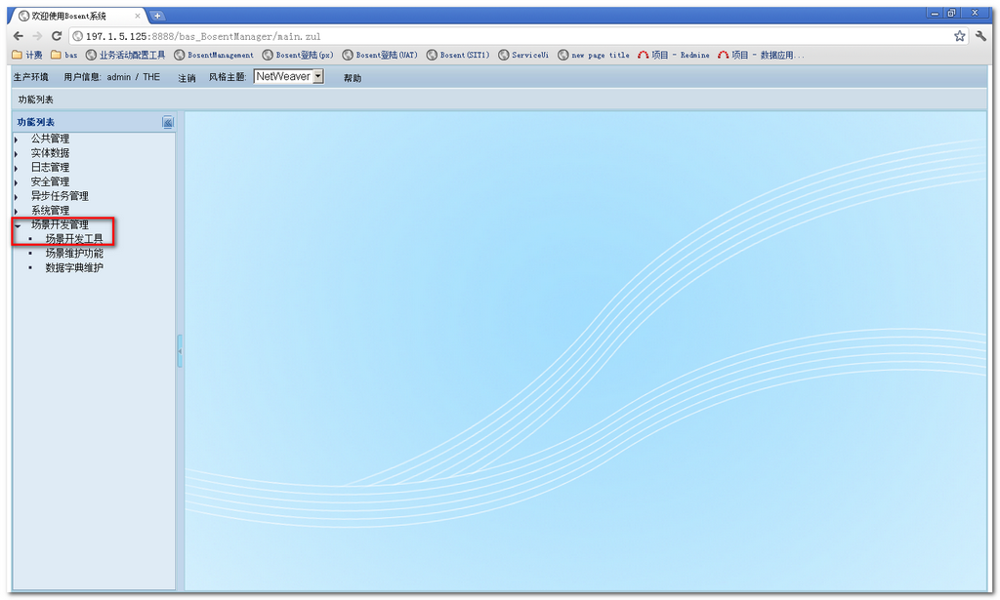 欢迎使用Bosent系统
197.1.5.125:8888/bas_BosentManager/main.zul
计费 bas 业务活动配置工具 BosentManagement Bosent登陆(px) Bosent登陆(UAT) Bosent(SIT1) ServiceUi new page title 项目 - Redmine 项目 - 数据应用...
生产环境 用户信息: admin / THE 注销 风格主题: NetWeaver 帮助
功能列表
功能列表
公共管理
实体数据
日志管理
安全管理
异步任务管理
系统管理
场景开发管理
场景开发工具
场景维护功能
数据字典维护